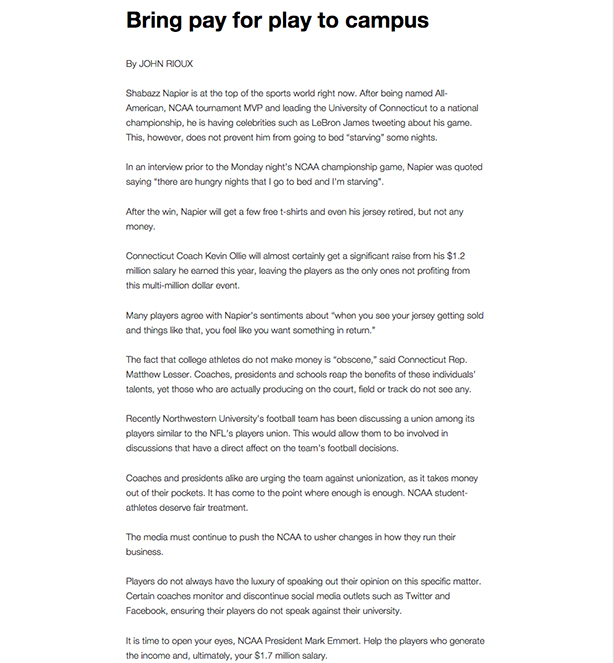 Bring pay for play to campus
By JOHN RIOUX
Shabazz Napier is at the top of the sports world right now. After being named All-
American, NCAA tournament MVP and leading the University of Connecticut to a national
championship, he is having celebrities such as LeBron James tweeting about his game.
This, however, does not prevent him from going to bed “starving” some nights.
In an interview prior to the Monday night's NCAA championship game, Napier was quoted
saying “there are hungry nights that I go to bed and I'm starving”.
After the win, Napier will get a few free t-shirts and even his jersey retired, but not any
money.
Connecticut Coach Kevin Ollie will almost certainly get a significant raise from his $1.2
million salary he earned this year, leaving the players as the only ones not profiting from
this multi-million dollar event.
Many players agree with Napier's sentiments about “when you see your jersey getting sold
and things like that, you feel like you want something in return.”
The fact that college athletes do not make money is “obscene,” said Connecticut Rep.
Matthew Lesser. Coaches, presidents and schools reap the benefits of these individuals'
talents, yet those who are actually producing on the court, field or track do not see any.
Recently Northwestern University's football team has been discussing a union among its
players similar to the NFL's players union. This would allow them to be involved in
discussions that have a direct affect on the team's football decisions.
Coaches and presidents alike are urging the team against unionization, as it takes money
out of their pockets. It has come to the point where enough is enough. NCAA student-
athletes deserve fair treatment.
The media must continue to push the NCAA to usher changes in how they run their
business.
Players do not always have the luxury of speaking out their opinion on this specific matter.
Certain coaches monitor and discontinue social media outlets such as Twitter and
Facebook, ensuring their players do not speak against their university.
It is time to open your eyes, NCAA President Mark Emmert. Help the players who generate
the income and, ultimately, your $1.7 million salary.